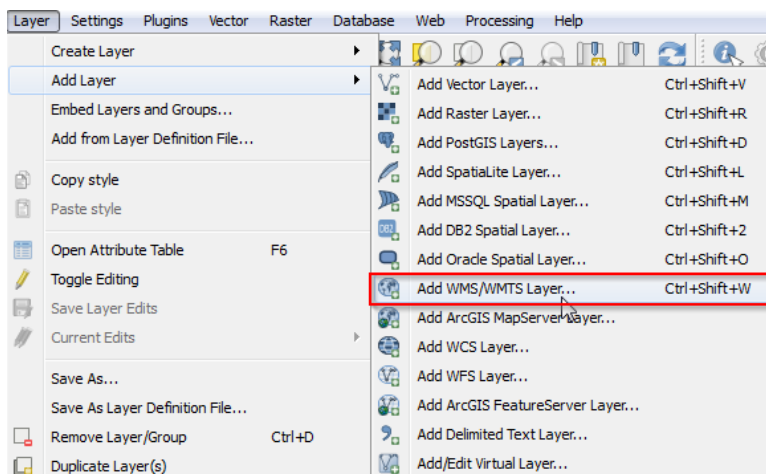 Layer Settings Plugins Vector Raster Database Web Processing Help
Create Layer
Add Layer
Embed Layers and Groups...
Add from Layer Definition File...
Copy style
Paste style
Open Attribute Table F6
Toggle Editing
Save Layer Edits
Current Edits
Save As...
Save As Layer Definition File...
Remove Layer/Group Ctrl+D
Duplicate Layer(s)
Add Vector Layer... Ctrl+Shift+V
Add Raster Layer... Ctrl+Shift+R
Add PostGIS Layers... Ctrl+Shift+D
Add SpatiaLite Layer... Ctrl+Shift+L
Add MSSQL Spatial Layer... Ctrl+Shift+M
DB2 Add DB2 Spatial Layer... Ctrl+Shift+2
Add Oracle Spatial Layer... Ctrl+Shift+O
Add WMS/WMTS Layer... Ctrl+Shift+W
Add ArcGIS MapServer Layer...
Add WCS Layer...
Add WFS Layer...
Add ArcGIS FeatureServer Layer...
Add Delimited Text Layer...
Add/Edit Virtual Layer...